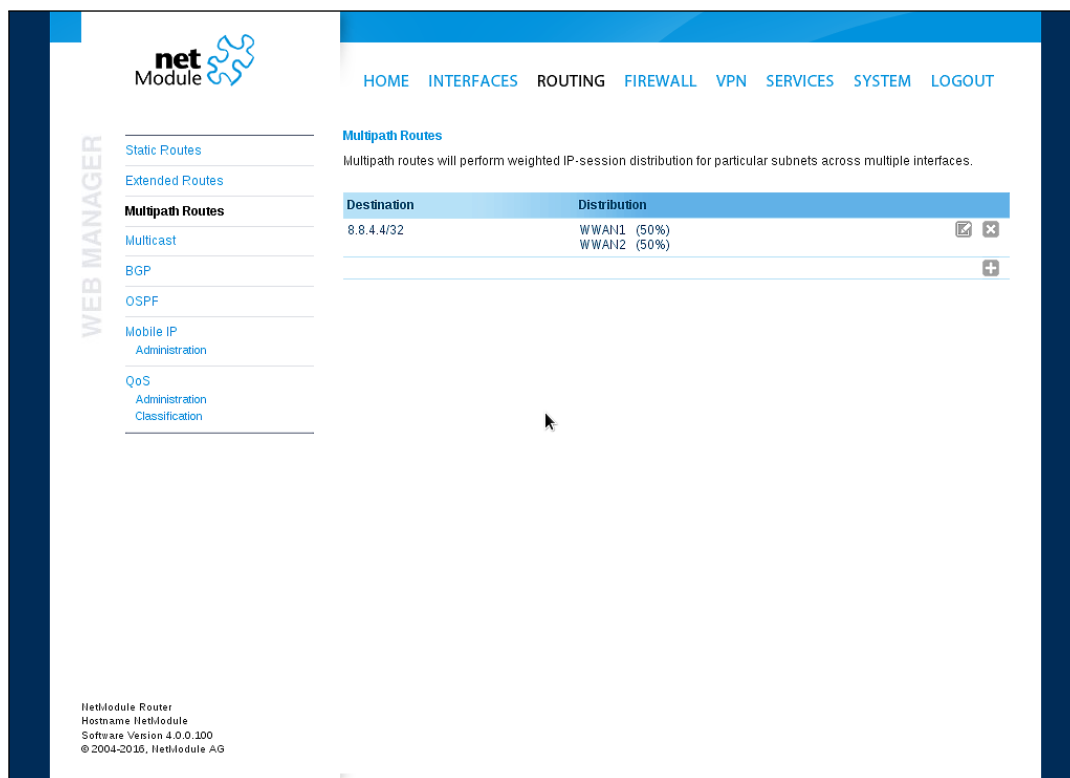 net
Module
HOME INTERFACES ROUTING FIREWALL VPN SERVICES SYSTEM LOGOUT
WEB MANAGER
Static Routes
Extended Routes
Multipath Routes
Multicast
BGP
OSPF
Mobile IP
Administration
QoS
Administration
Classification
Multipath Routes
Multipath routes will perform weighted IP-session distribution for particular subnets across multiple interfaces.
Destination Distribution
8.8.4.4/32 WWAN1 (50%)
WWAN2 (50%)
NetModule Router
Hostname NetModule
Software Version 4.0.0.100
© 2004-2016, NetModule AG